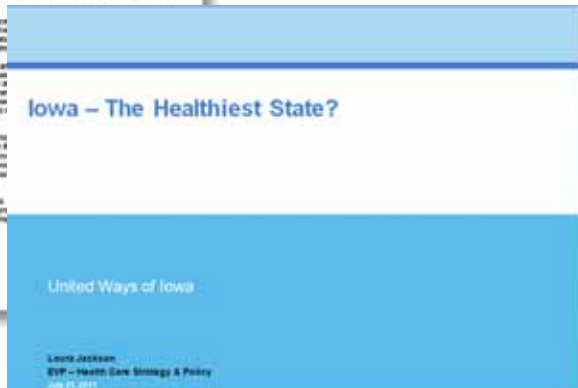 Iowa – The Healthiest State?
United Ways of Iowa
Laura Jackson
EVP – Health Care Strategy & Policy